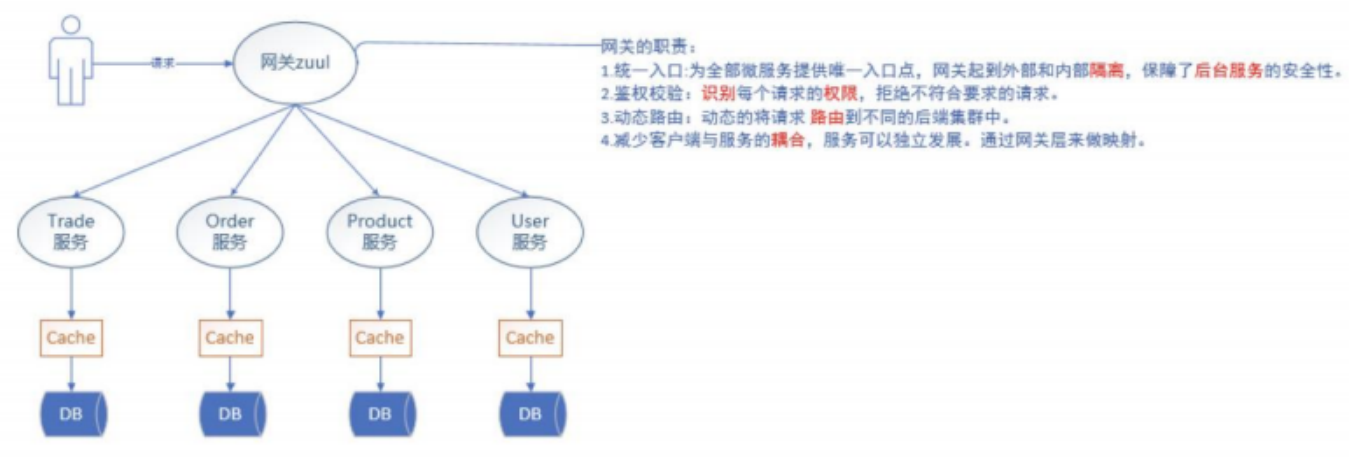 请求
网关zuul
网关的职责：
1.统一入口:为全部微服务提供唯一入口点，网关起到外部和内部隔离，保障了后台服务的安全性。
2.鉴权校验：识别每个请求的权限，拒绝不符合要求的请求。
3.动态路由：动态的将请求 路由到不同的后端集群中。
4.减少客户端与服务的耦合，服务可以独立发展。通过网关层来做映射。
Trade
服务
Order
服务
Product
服务
User
服务
Cache
Cache
Cache
Cache
DB
DB
DB
DB